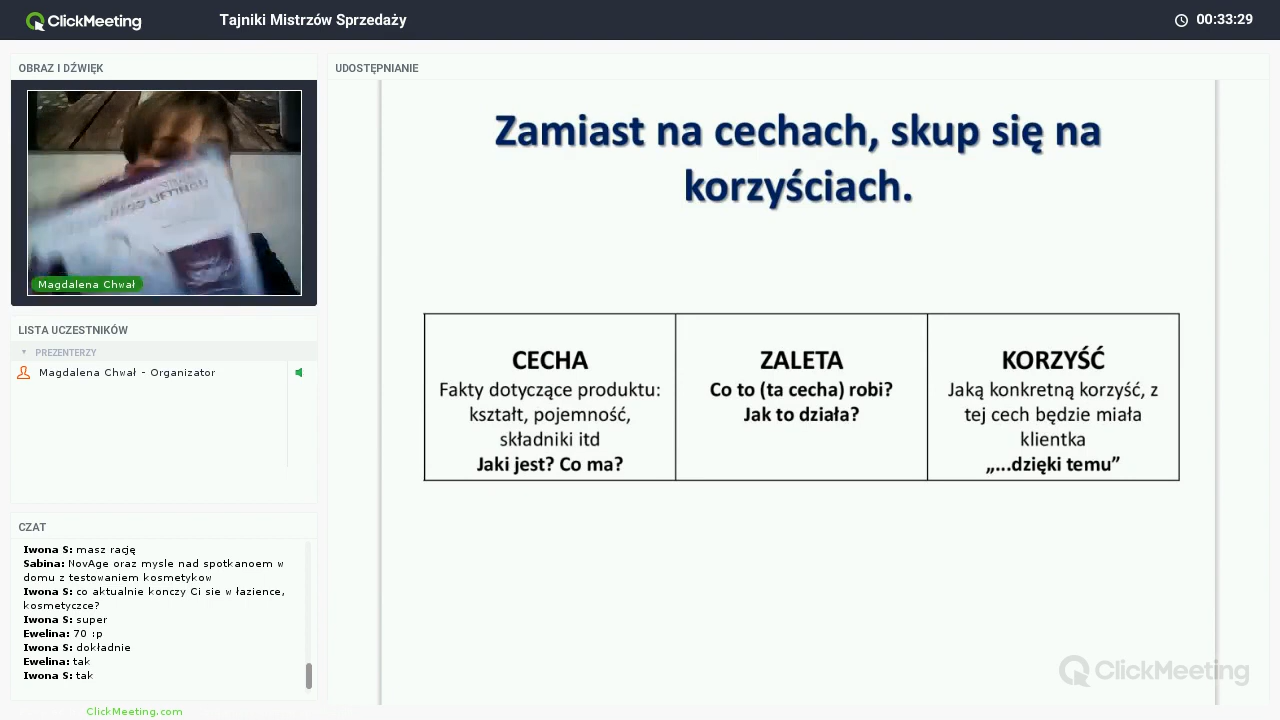 ClickMeeting
Tajniki Mistrzów Sprzedaży
00:33:29
OBRAZ I DŹWIĘK
Magdalena Chwał
LISTA UCZESTNIKÓW
PREZENTERZY
Magdalena Chwał - Organizator
CZAT
Iwona S: masz rację
Sabina: NovAge oraz mysle nad spotkanoem w
domu z testowaniem kosmetykow
Iwona S: co aktualnie konczy Ci sie w łazience,
kosmetyczce?
Iwona S: super
Ewelina: 70 :p
Iwona S: dokładnie
Ewelina: tak
Iwona S: tak
ClickMeeting.com
UDOSTĘPNIANIE
Zamiast na cechach, skup się na
korzyściach.
CECHA
Fakty dotyczące produktu:
kształt, pojemność,
składniki itd
Jaki jest? Co ma?
ZALETA
Co to (ta cecha) robi?
Jak to działa?
KORZYŚĆ
Jaką konkretną korzyść, z
tej cech będzie miała
klientka
„...dzięki temu”
ClickMeeting